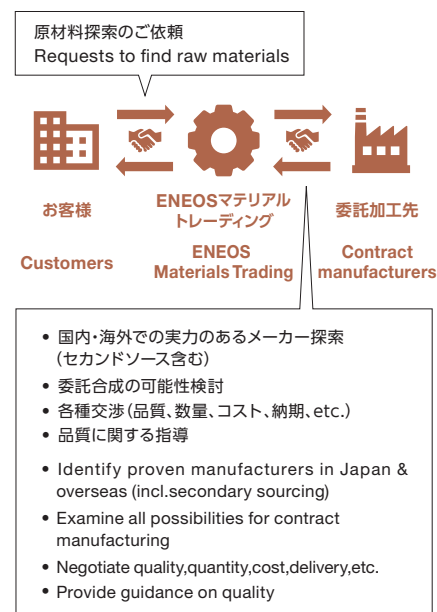 原材料探索のご依頼
Requests to find raw materials
お客様
Customers
ENEOSマテリアル
トレーディング
ENEOS
Materials Trading
委託加工先
Contract
manufacturers
• 国内・海外での実力のあるメーカー探索
(セカンドソース含む)
• 委託合成の可能性検討
• 各種交渉(品質、数量、コスト、納期、etc.)
• 品質に関する指導
• Identify proven manufacturers in Japan &
overseas (incl.secondary sourcing)
• Examine all possibilities for contract
manufacturing
• Negotiate quality,quantity,cost,delivery,etc.
• Provide guidance on quality